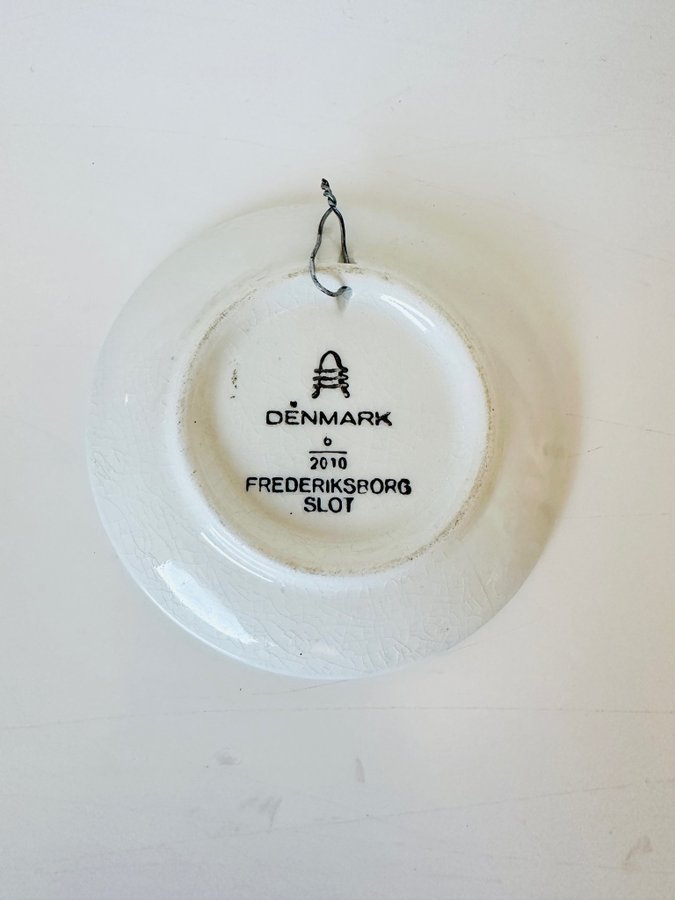 DENMARK
6
2010
FREDERIKSBORG
SLOT